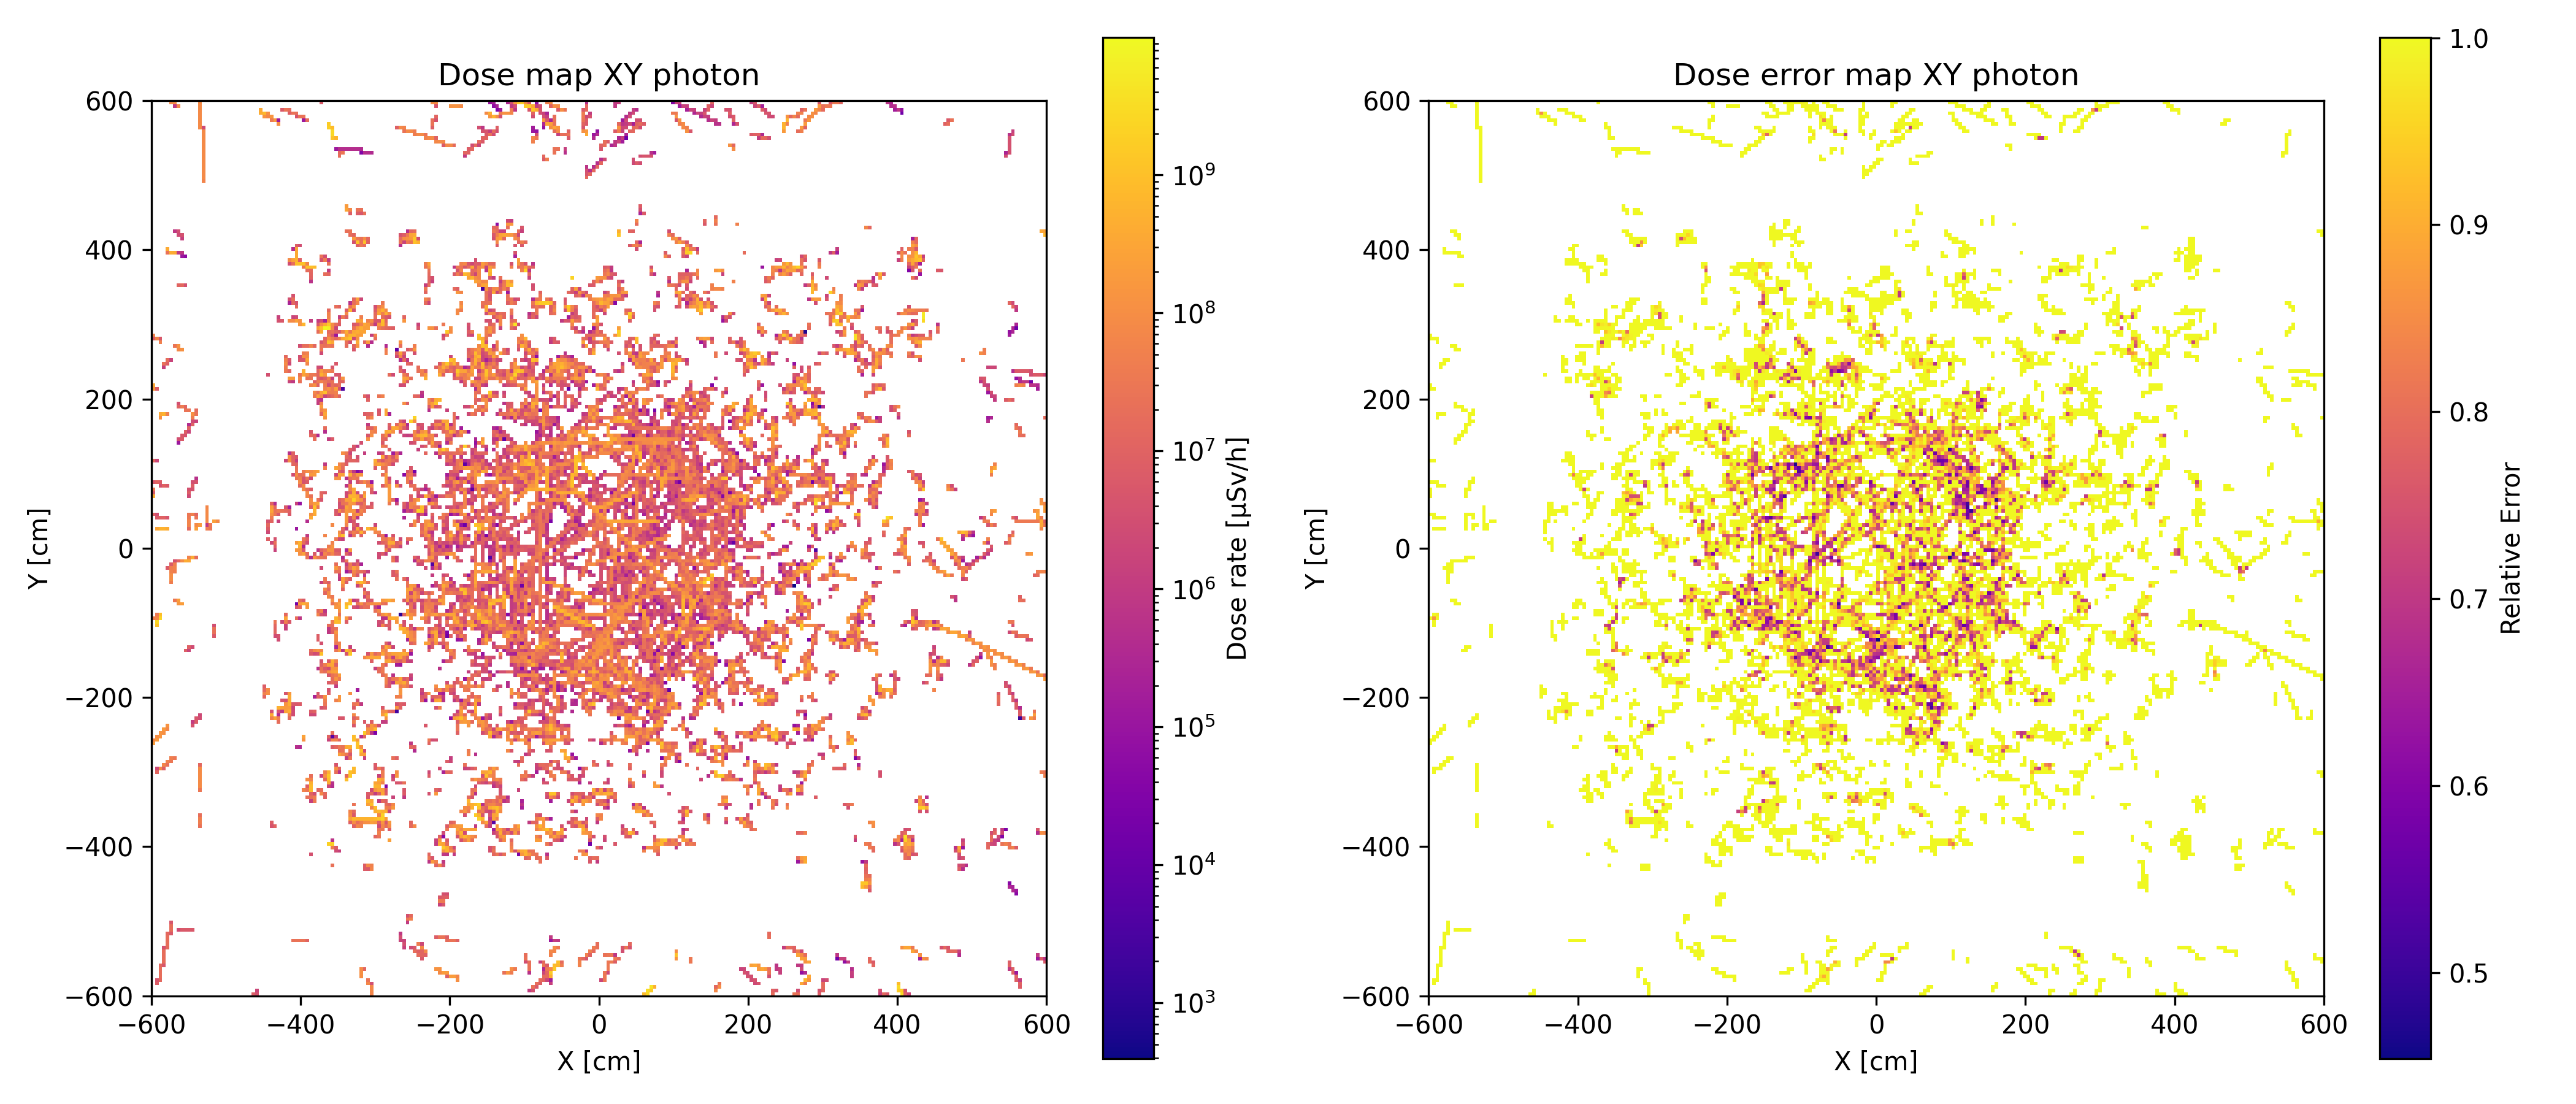 Dose map XY photon
600
400
200
0
−200
−400
−600
Y [cm]
−600 −400 −200 0 200 400 600
X [cm]
10⁹
10⁸
10⁷
10⁶
10⁵
10⁴
10³
Dose rate [μSv/h]
Dose error map XY photon
600
400
200
0
−200
−400
−600
Y [cm]
−600 −400 −200 0 200 400 600
X [cm]
1.0
0.9
0.8
0.7
0.6
0.5
Relative Error